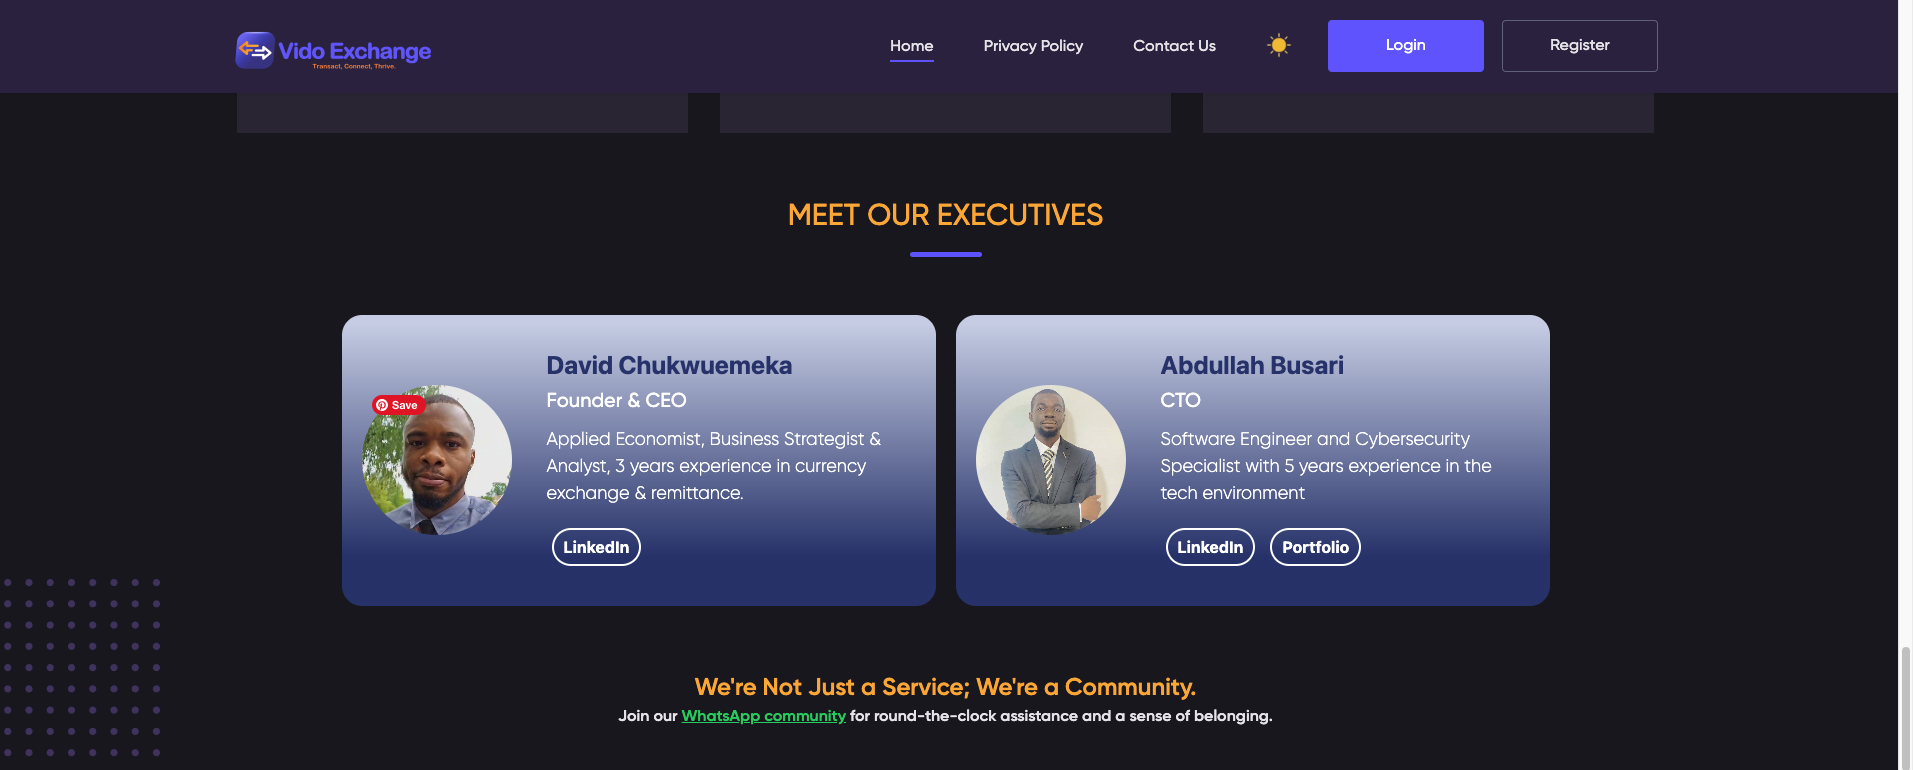 Vido Exchange
Transact, Connect, Thrive.
Home
Privacy Policy
Contact Us
Login
Register
MEET OUR EXECUTIVES
Save
David Chukwuemeka
Founder & CEO
Applied Economist, Business Strategist &
Analyst, 3 years experience in currency
exchange & remittance.
LinkedIn
Abdullah Busari
CTO
Software Engineer and Cybersecurity
Specialist with 5 years experience in the
tech environment
LinkedIn
Portfolio
We're Not Just a Service; We're a Community.
Join our WhatsApp community for round-the-clock assistance and a sense of belonging.